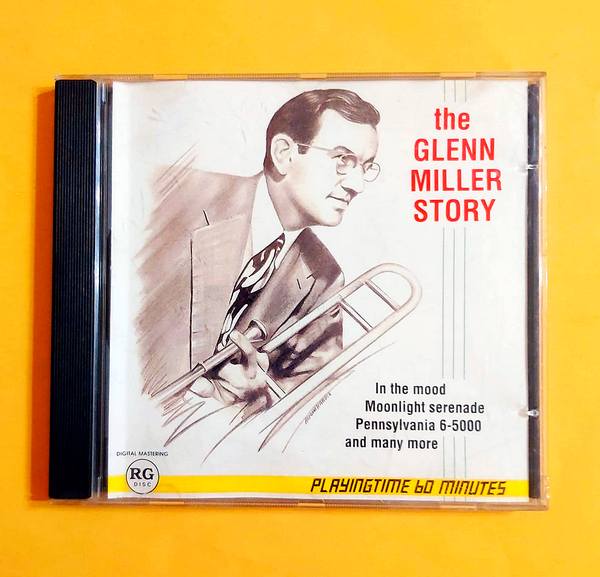 the
GLENN
MILLER
STORY
In the mood
Moonlight serenade
Pennsylvania 6-5000
and many more
DIGITAL MASTERING
RG
DISC
PLAYINGTIME 60 MINUTES